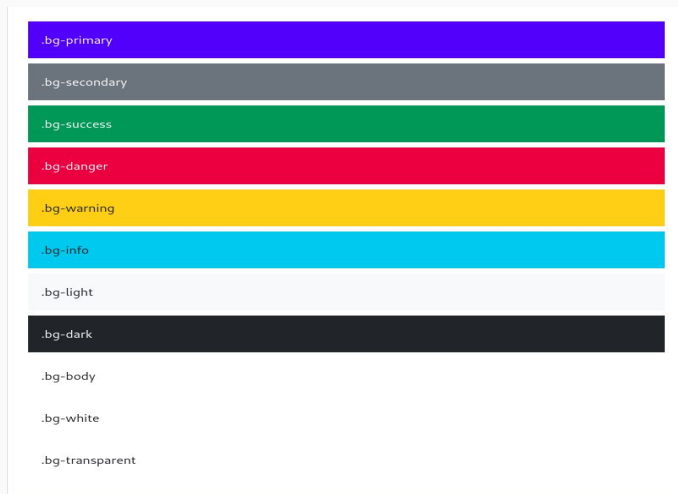 .bg-primary
.bg-secondary
.bg-success
.bg-danger
.bg-warning
.bg-info
.bg-light
.bg-dark
.bg-body
.bg-white
.bg-transparent